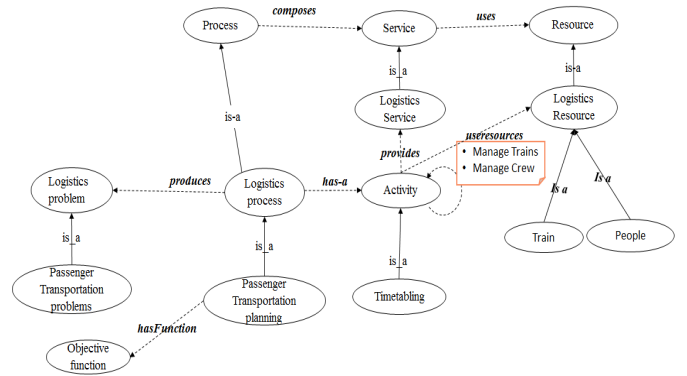 composes
uses
Process
Service
Resource
is-a
is_a
is-a
Logistics
Service
Logistics
Resource
useresources
provides
• Manage Trains
• Manage Crew
Logistics
problem
produces
Logistics
process
has-a
Activity
Is a
Is a
Train
People
is_a
is_a
is_a
Passenger
Transportation
problems
Passenger
Transportation
planning
Timetabling
hasFunction
Objective
function